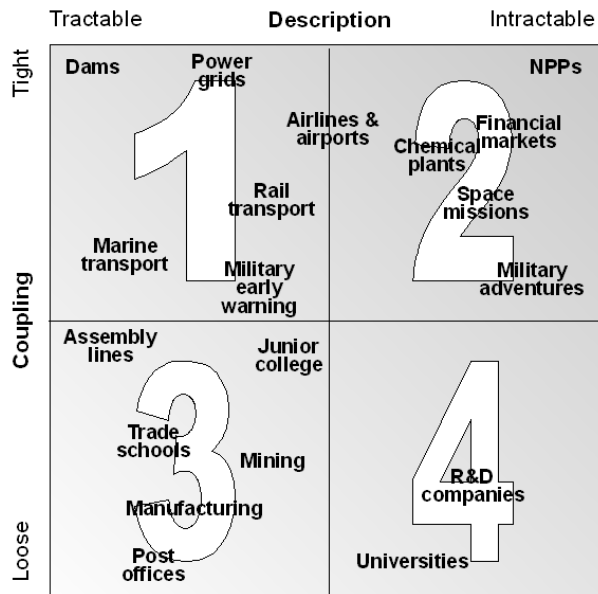 Tractable
Description
Intractable
Tight
Coupling
Loose
1
Dams
Power
grids
Airlines &
airports
Rail
transport
Marine
transport
Military
early
warning
2
NPPs
Financial
markets
Chemical
plants
Space
missions
Military
adventures
3
Assembly
lines
Junior
college
Trade
schools
Mining
Manufacturing
Post
offices
4
R&D
companies
Universities